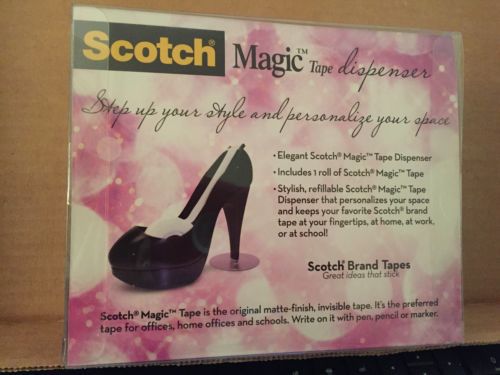 Scotch® Magic™ Tape dispenser
Step up your style and personalize your space
• Elegant Scotch® Magic™ Tape Dispenser
• Includes 1 roll of Scotch® Magic™ Tape
• Stylish, refillable Scotch® Magic™ Tape
Dispenser that personalizes your space
and keeps your favorite Scotch® brand
tape at your fingertips, at home, at work,
or at school!
Scotch® Brand Tapes
Great ideas that stick
Scotch® Magic™ Tape is the original matte-finish, invisible tape. It's the preferred
tape for offices, home offices and schools. Write on it with pen, pencil or marker.